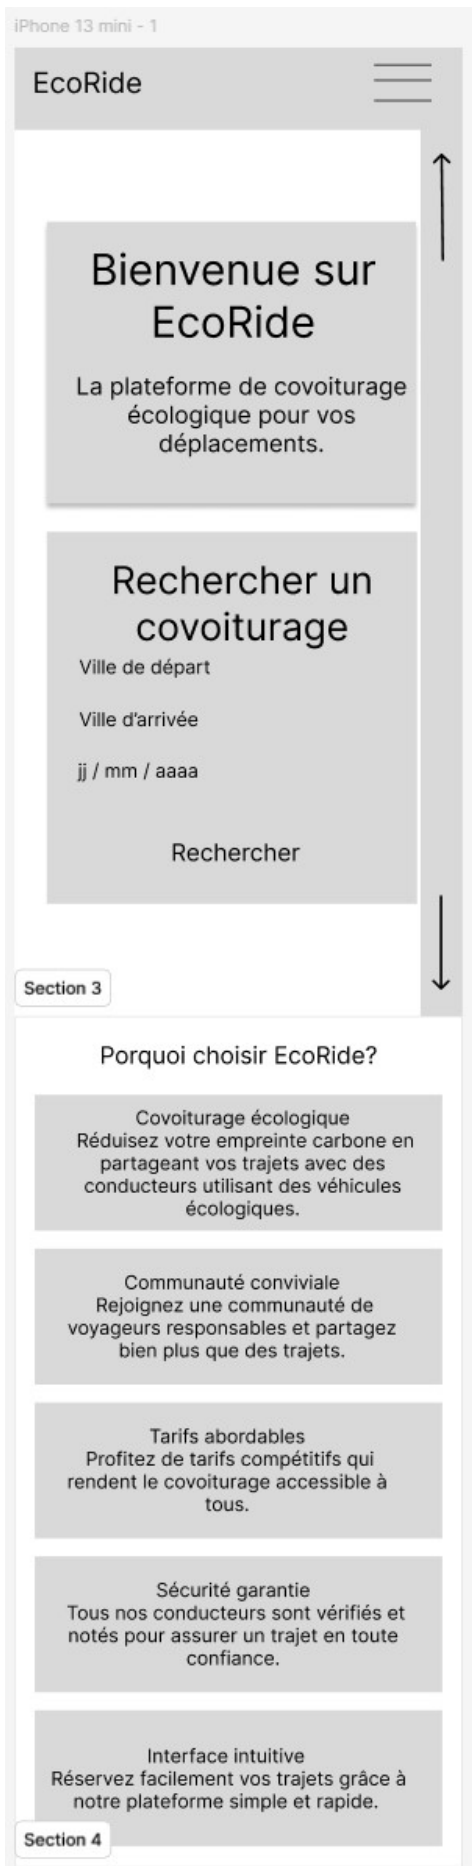 iPhone 13 mini - 1
EcoRide
Bienvenue sur
EcoRide
La plateforme de covoiturage
écologique pour vos
déplacements.
Rechercher un
covoiturage
Ville de départ
Ville d'arrivée
jj / mm / aaaa
Rechercher
Section 3
Porquoi choisir EcoRide?
Covoiturage écologique
Réduisez votre empreinte carbone en
partageant vos trajets avec des
conducteurs utilisant des véhicules
écologiques.
Communauté conviviale
Rejoignez une communauté de
voyageurs responsables et partagez
bien plus que des trajets.
Tarifs abordables
Profitez de tarifs compétitifs qui
rendent le covoiturage accessible à
tous.
Sécurité garantie
Tous nos conducteurs sont vérifiés et
notés pour assurer un trajet en toute
confiance.
Interface intuitive
Réservez facilement vos trajets grâce à
notre plateforme simple et rapide.
Section 4